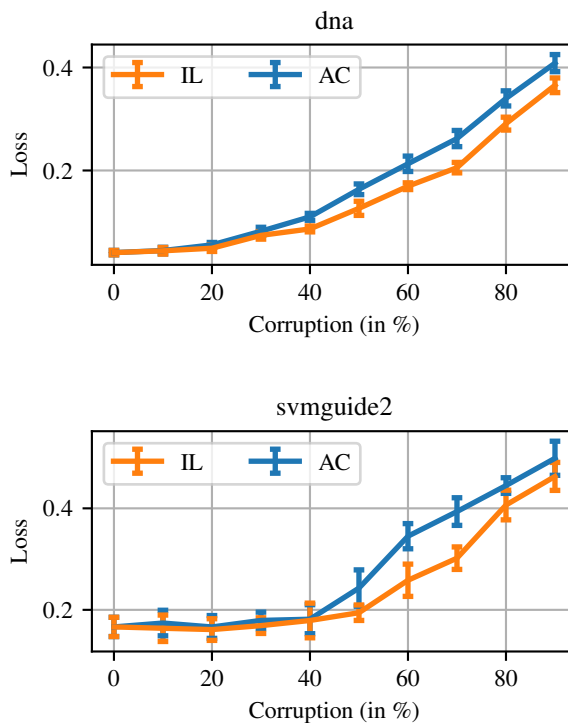 dna
IL AC
0.4
0.2
Loss
0 20 40 60 80
Corruption (in %)
svmguide2
IL AC
0.4
0.2
Loss
0 20 40 60 80
Corruption (in %)